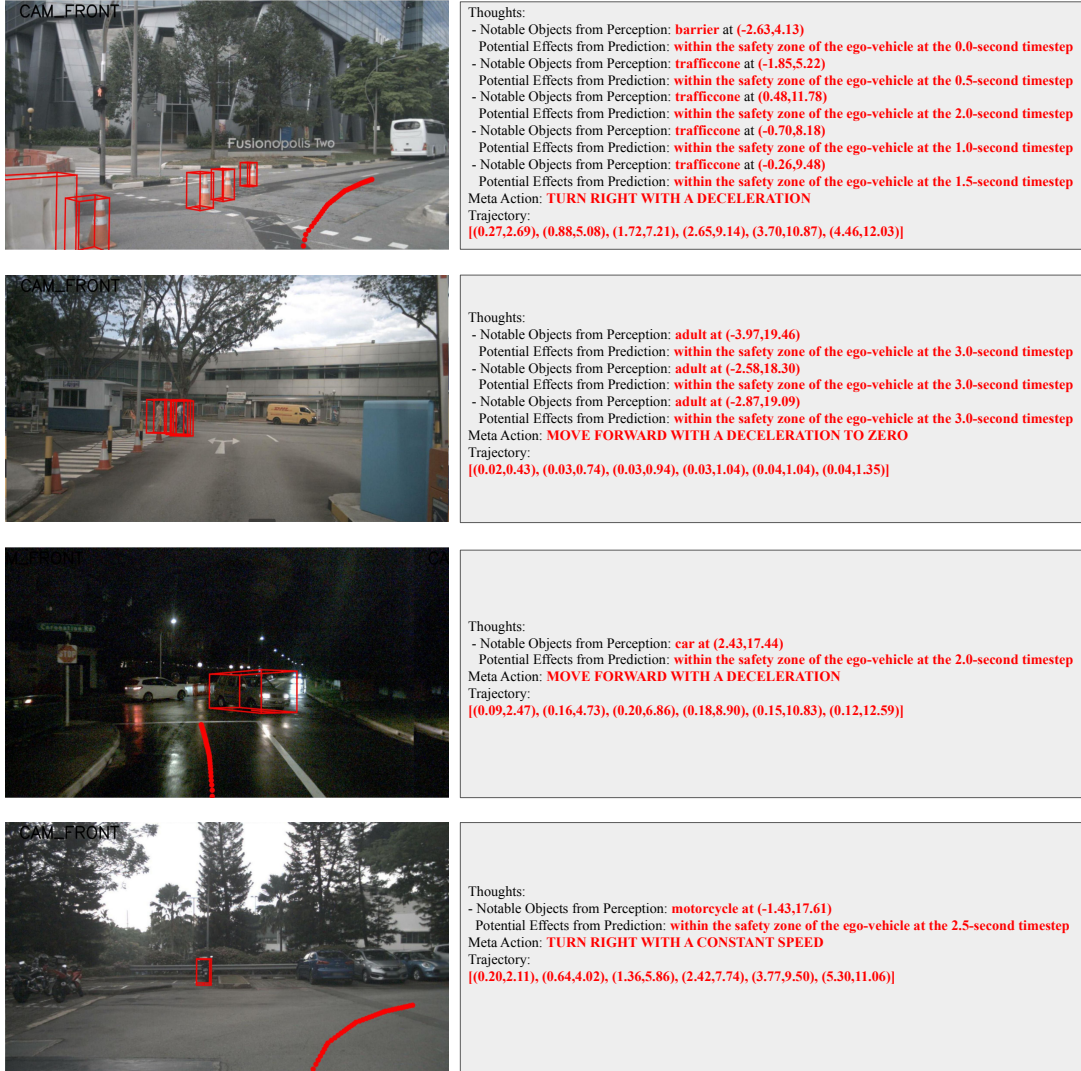 CAM_FRONT
Fusionopolis Two
Thoughts:
- Notable Objects from Perception: barrier at (-2.63,4.13)
Potential Effects from Prediction: within the safety zone of the ego-vehicle at the 0.0-second timestep
- Notable Objects from Perception: trafficcone at (-1.85,5.22)
Potential Effects from Prediction: within the safety zone of the ego-vehicle at the 0.5-second timestep
- Notable Objects from Perception: trafficcone at (0.48,11.78)
Potential Effects from Prediction: within the safety zone of the ego-vehicle at the 2.0-second timestep
- Notable Objects from Perception: trafficcone at (-0.70,8.18)
Potential Effects from Prediction: within the safety zone of the ego-vehicle at the 1.0-second timestep
- Notable Objects from Perception: trafficcone at (-0.26,9.48)
Potential Effects from Prediction: within the safety zone of the ego-vehicle at the 1.5-second timestep
Meta Action: TURN RIGHT WITH A DECELERATION
Trajectory:
[(0.27,2.69), (0.88,5.08), (1.72,7.21), (2.65,9.14), (3.70,10.87), (4.46,12.03)]
CAM_FRONT
Thoughts:
- Notable Objects from Perception: adult at (-3.97,19.46)
Potential Effects from Prediction: within the safety zone of the ego-vehicle at the 3.0-second timestep
- Notable Objects from Perception: adult at (-2.58,18.30)
Potential Effects from Prediction: within the safety zone of the ego-vehicle at the 3.0-second timestep
- Notable Objects from Perception: adult at (-2.87,19.09)
Potential Effects from Prediction: within the safety zone of the ego-vehicle at the 3.0-second timestep
Meta Action: MOVE FORWARD WITH A DECELERATION TO ZERO
Trajectory:
[(0.02,0.43), (0.03,0.74), (0.03,0.94), (0.03,1.04), (0.04,1.04), (0.04,1.35)]
M_FRONT
CA
Coronation Rd
STOP
Thoughts:
- Notable Objects from Perception: car at (2.43,17.44)
Potential Effects from Prediction: within the safety zone of the ego-vehicle at the 2.0-second timestep
Meta Action: MOVE FORWARD WITH A DECELERATION
Trajectory:
[(0.09,2.47), (0.16,4.73), (0.20,6.86), (0.18,8.90), (0.15,10.83), (0.12,12.59)]
CAM_FRONT
Thoughts:
- Notable Objects from Perception: motorcycle at (-1.43,17.61)
Potential Effects from Prediction: within the safety zone of the ego-vehicle at the 2.5-second timestep
Meta Action: TURN RIGHT WITH A CONSTANT SPEED
Trajectory:
[(0.20,2.11), (0.64,4.02), (1.36,5.86), (2.42,7.74), (3.77,9.50), (5.30,11.06)]